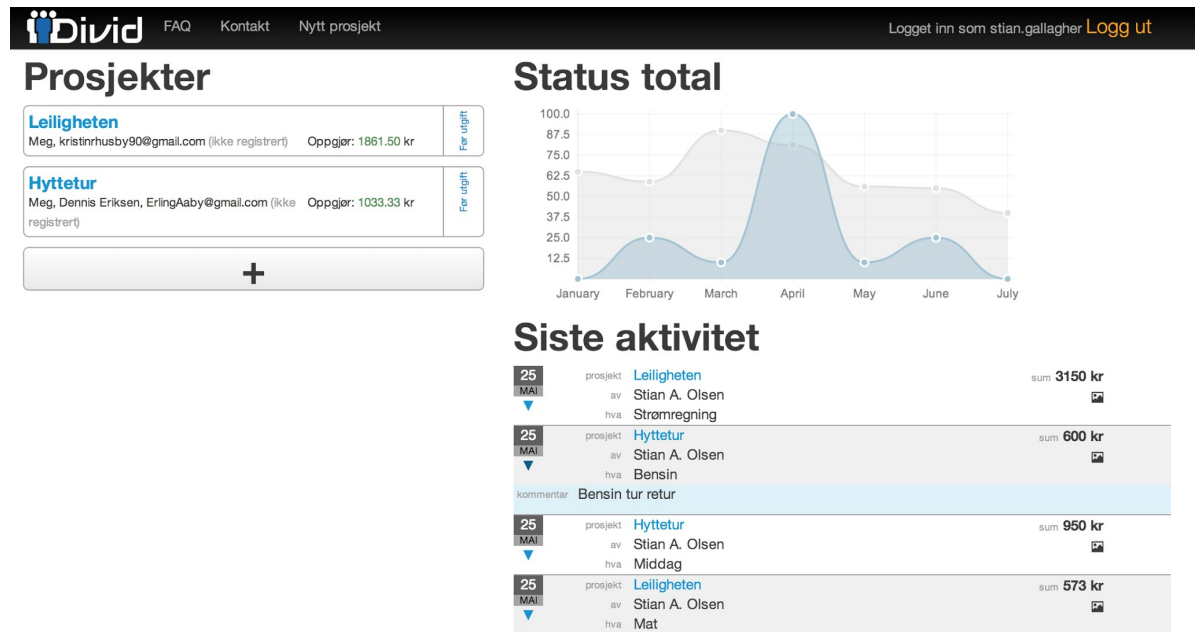 Divid FAQ Kontakt Nytt prosjekt Logget inn som stian.gallagher Logg ut
Prosjekter
Leiligheten
Meg, kristinrhusby90@gmail.com (ikke registrert) Oppgjør: 1861.50 kr
Før utgift
Hyttetur
Meg, Dennis Eriksen, ErlingAaby@gmail.com (ikke Oppgjør: 1033.33 kr
registrert)
Før utgift
+
Status total
100.0
87.5
75.0
62.5
50.0
37.5
25.0
12.5
January February March April May June July
Siste aktivitet
25 prosjekt Leiligheten sum 3150 kr
MAI av Stian A. Olsen
hva Strømregning
25 prosjekt Hyttetur sum 600 kr
MAI av Stian A. Olsen
hva Bensin
kommentar Bensin tur retur
25 prosjekt Hyttetur sum 950 kr
MAI av Stian A. Olsen
hva Middag
25 prosjekt Leiligheten sum 573 kr
MAI av Stian A. Olsen
hva Mat